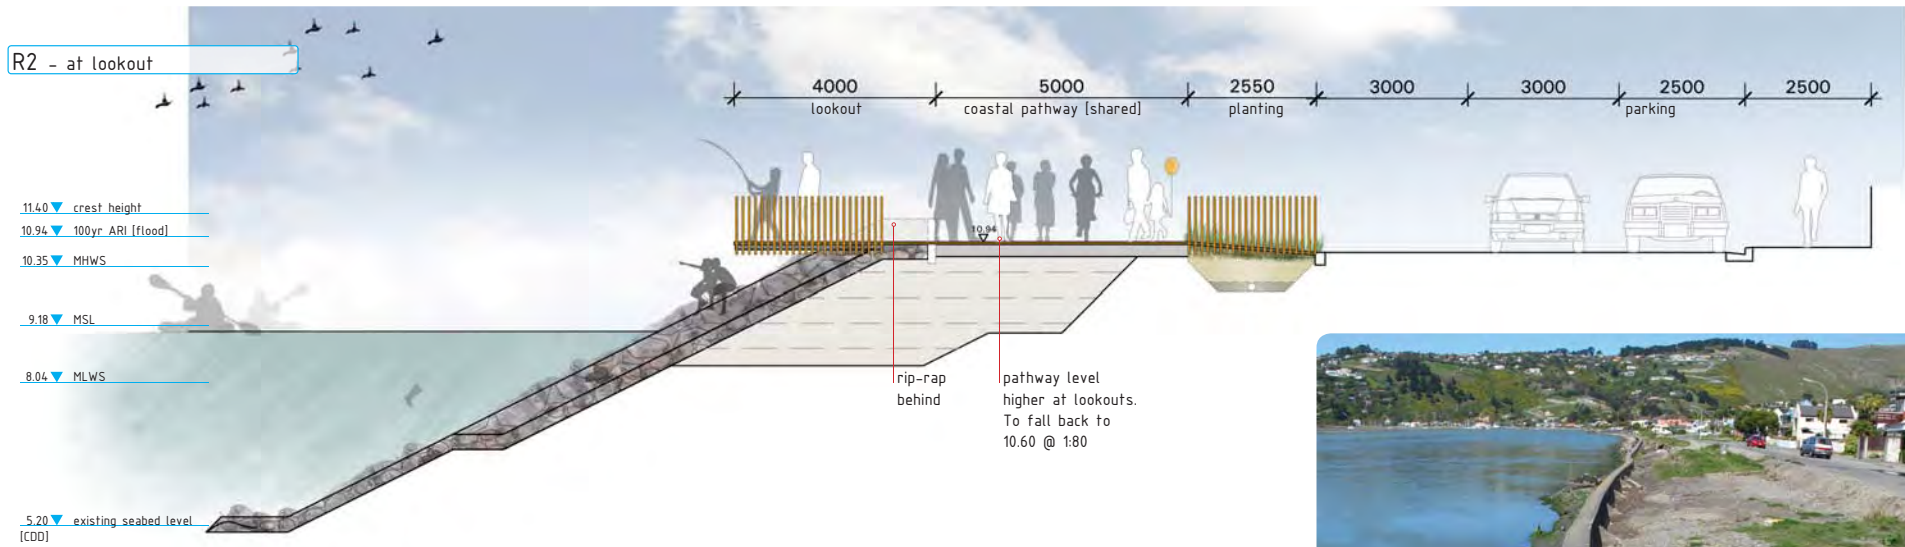 R2 - at lookout
4000 5000 2550 3000 3000 2500 2500
lookout coastal pathway [shared] planting parking
11.40 crest height
10.94 100yr ARI [flood]
10.94
10.35 MHWS
9.18 MSL
8.04 MLWS
rip-rap
behind
pathway level
higher at lookouts.
To fall back to
10.60 @ 1:80
5.20 existing seabed level
[CDD]